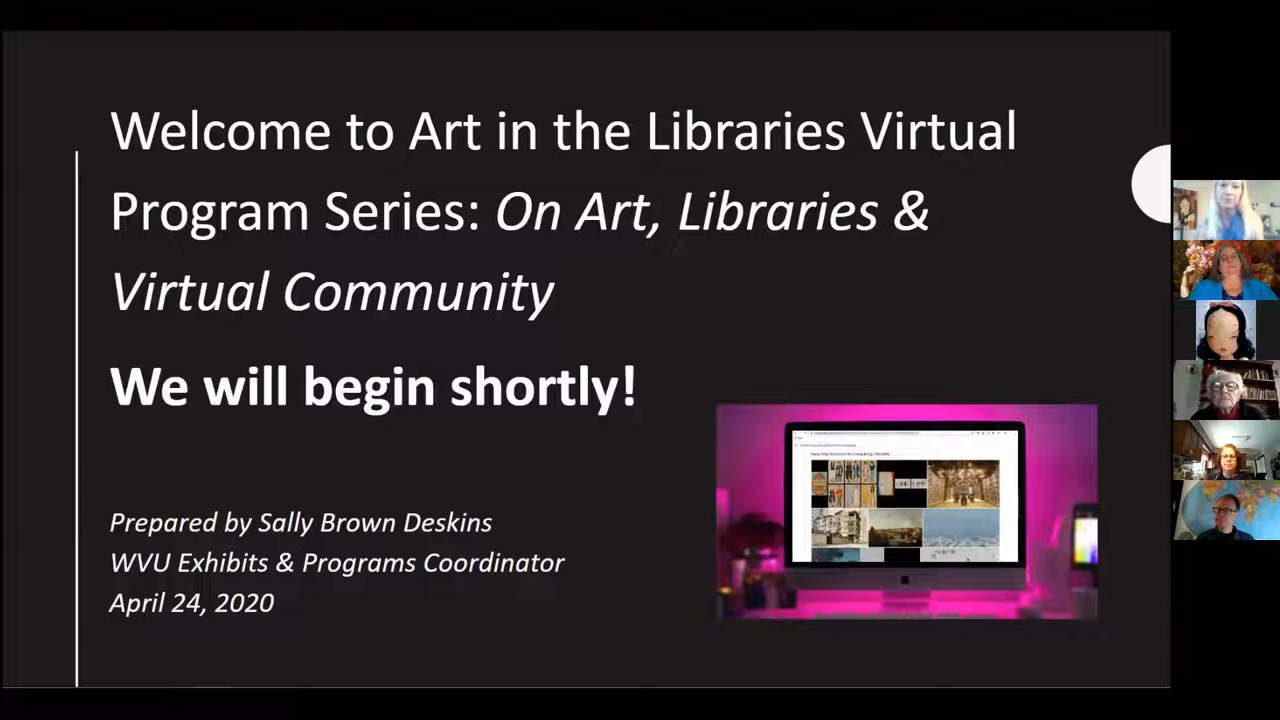 Welcome to Art in the Libraries Virtual
Program Series: On Art, Libraries &
Virtual Community
We will begin shortly!
Prepared by Sally Brown Deskins
WVU Exhibits & Programs Coordinator
April 24, 2020